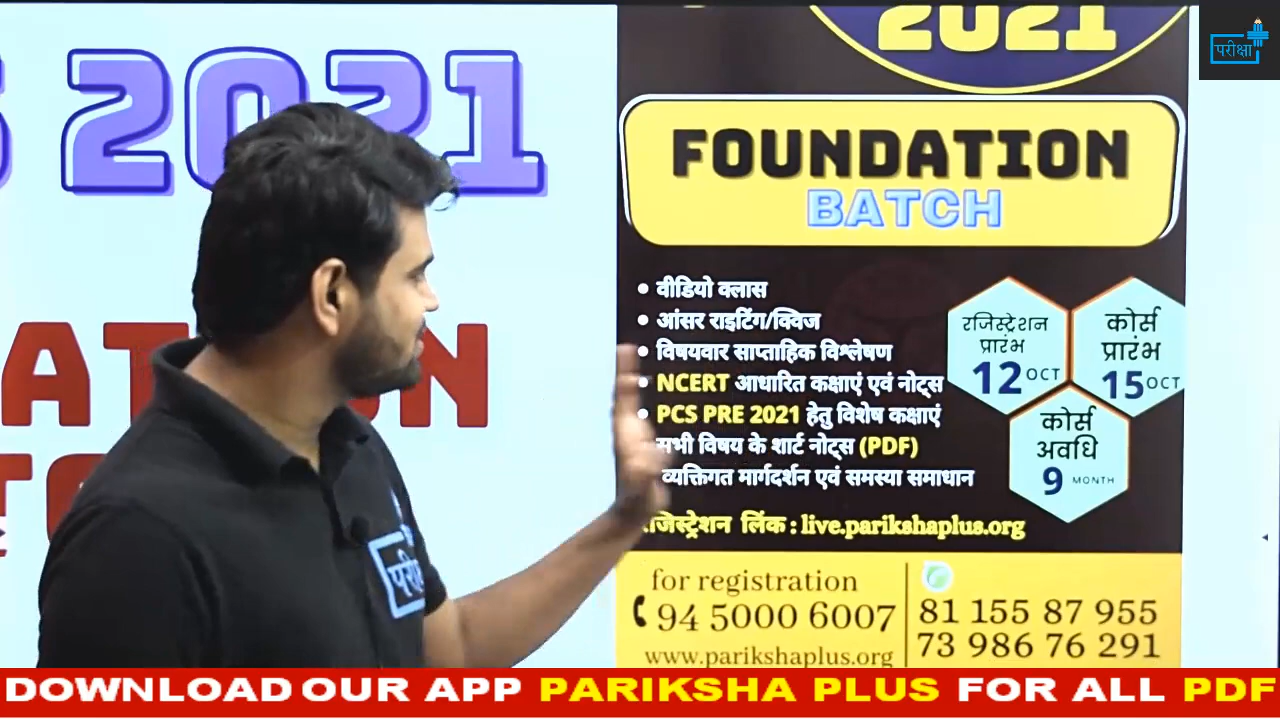 परीक्षा
2021
2021
FOUNDATION
BATCH
• वीडियो क्लास
• आंसर राइटिंग/क्विज
• विषयवार साप्ताहिक विश्लेषण
• NCERT आधारित कक्षाएं एवं नोट्स
• PCS PRE 2021 हेतु विशेष कक्षाएं
सभी विषय के शार्ट नोट्स (PDF)
व्यक्तिगत मार्गदर्शन एवं समस्या समाधान
रजिस्ट्रेशन प्रारंभ
12 OCT
कोर्स प्रारंभ
15 OCT
कोर्स अवधि
9 MONTH
रजिस्ट्रेशन लिंक : live.parikshaplus.org
for registration
94 5000 6007
www.parikshaplus.org
81 155 87 955
73 986 76 291
DOWNLOAD OUR APP PARIKSHA PLUS FOR ALL PDF